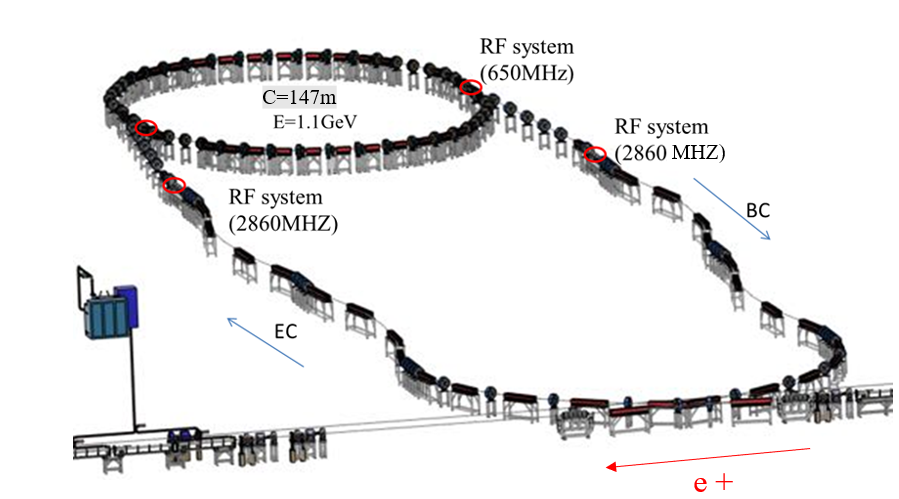 RF system
(650MHz)
C=147m
E=1.1GeV
RF system
(2860 MHZ)
RF system
(2860MHZ)
BC
EC
e +